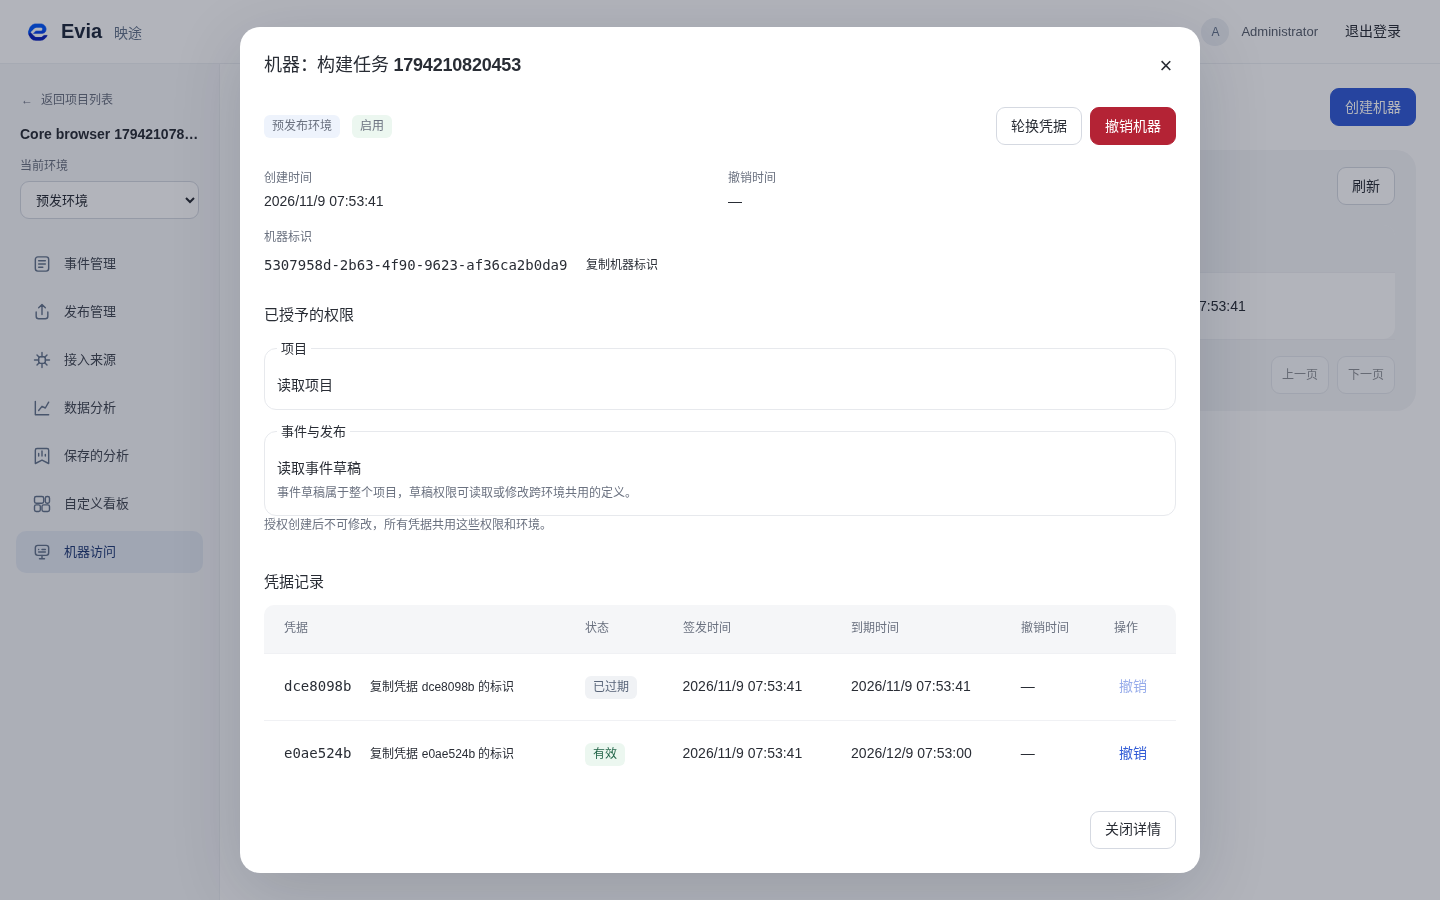 Evia 映途
A Administrator 退出登录
← 返回项目列表
Core browser 179421078...
当前环境
预发环境
事件管理
发布管理
接入来源
数据分析
保存的分析
自定义看板
机器访问
创建机器
刷新
7:53:41
上一页 下一页
机器：构建任务 1794210820453 ×
预发布环境 启用 轮换凭据 撤销机器
创建时间 撤销时间
2026/11/9 07:53:41 —
机器标识
5307958d-2b63-4f90-9623-af36ca2b0da9 复制机器标识
已授予的权限
项目
读取项目
事件与发布
读取事件草稿
事件草稿属于整个项目，草稿权限可读取或修改跨环境共用的定义。
授权创建后不可修改，所有凭据共用这些权限和环境。
凭据记录
凭据 状态 签发时间 到期时间 撤销时间 操作
dce8098b 复制凭据 dce8098b 的标识 已过期 2026/11/9 07:53:41 2026/11/9 07:53:41 — 撤销
e0ae524b 复制凭据 e0ae524b 的标识 有效 2026/11/9 07:53:41 2026/12/9 07:53:00 — 撤销
关闭详情